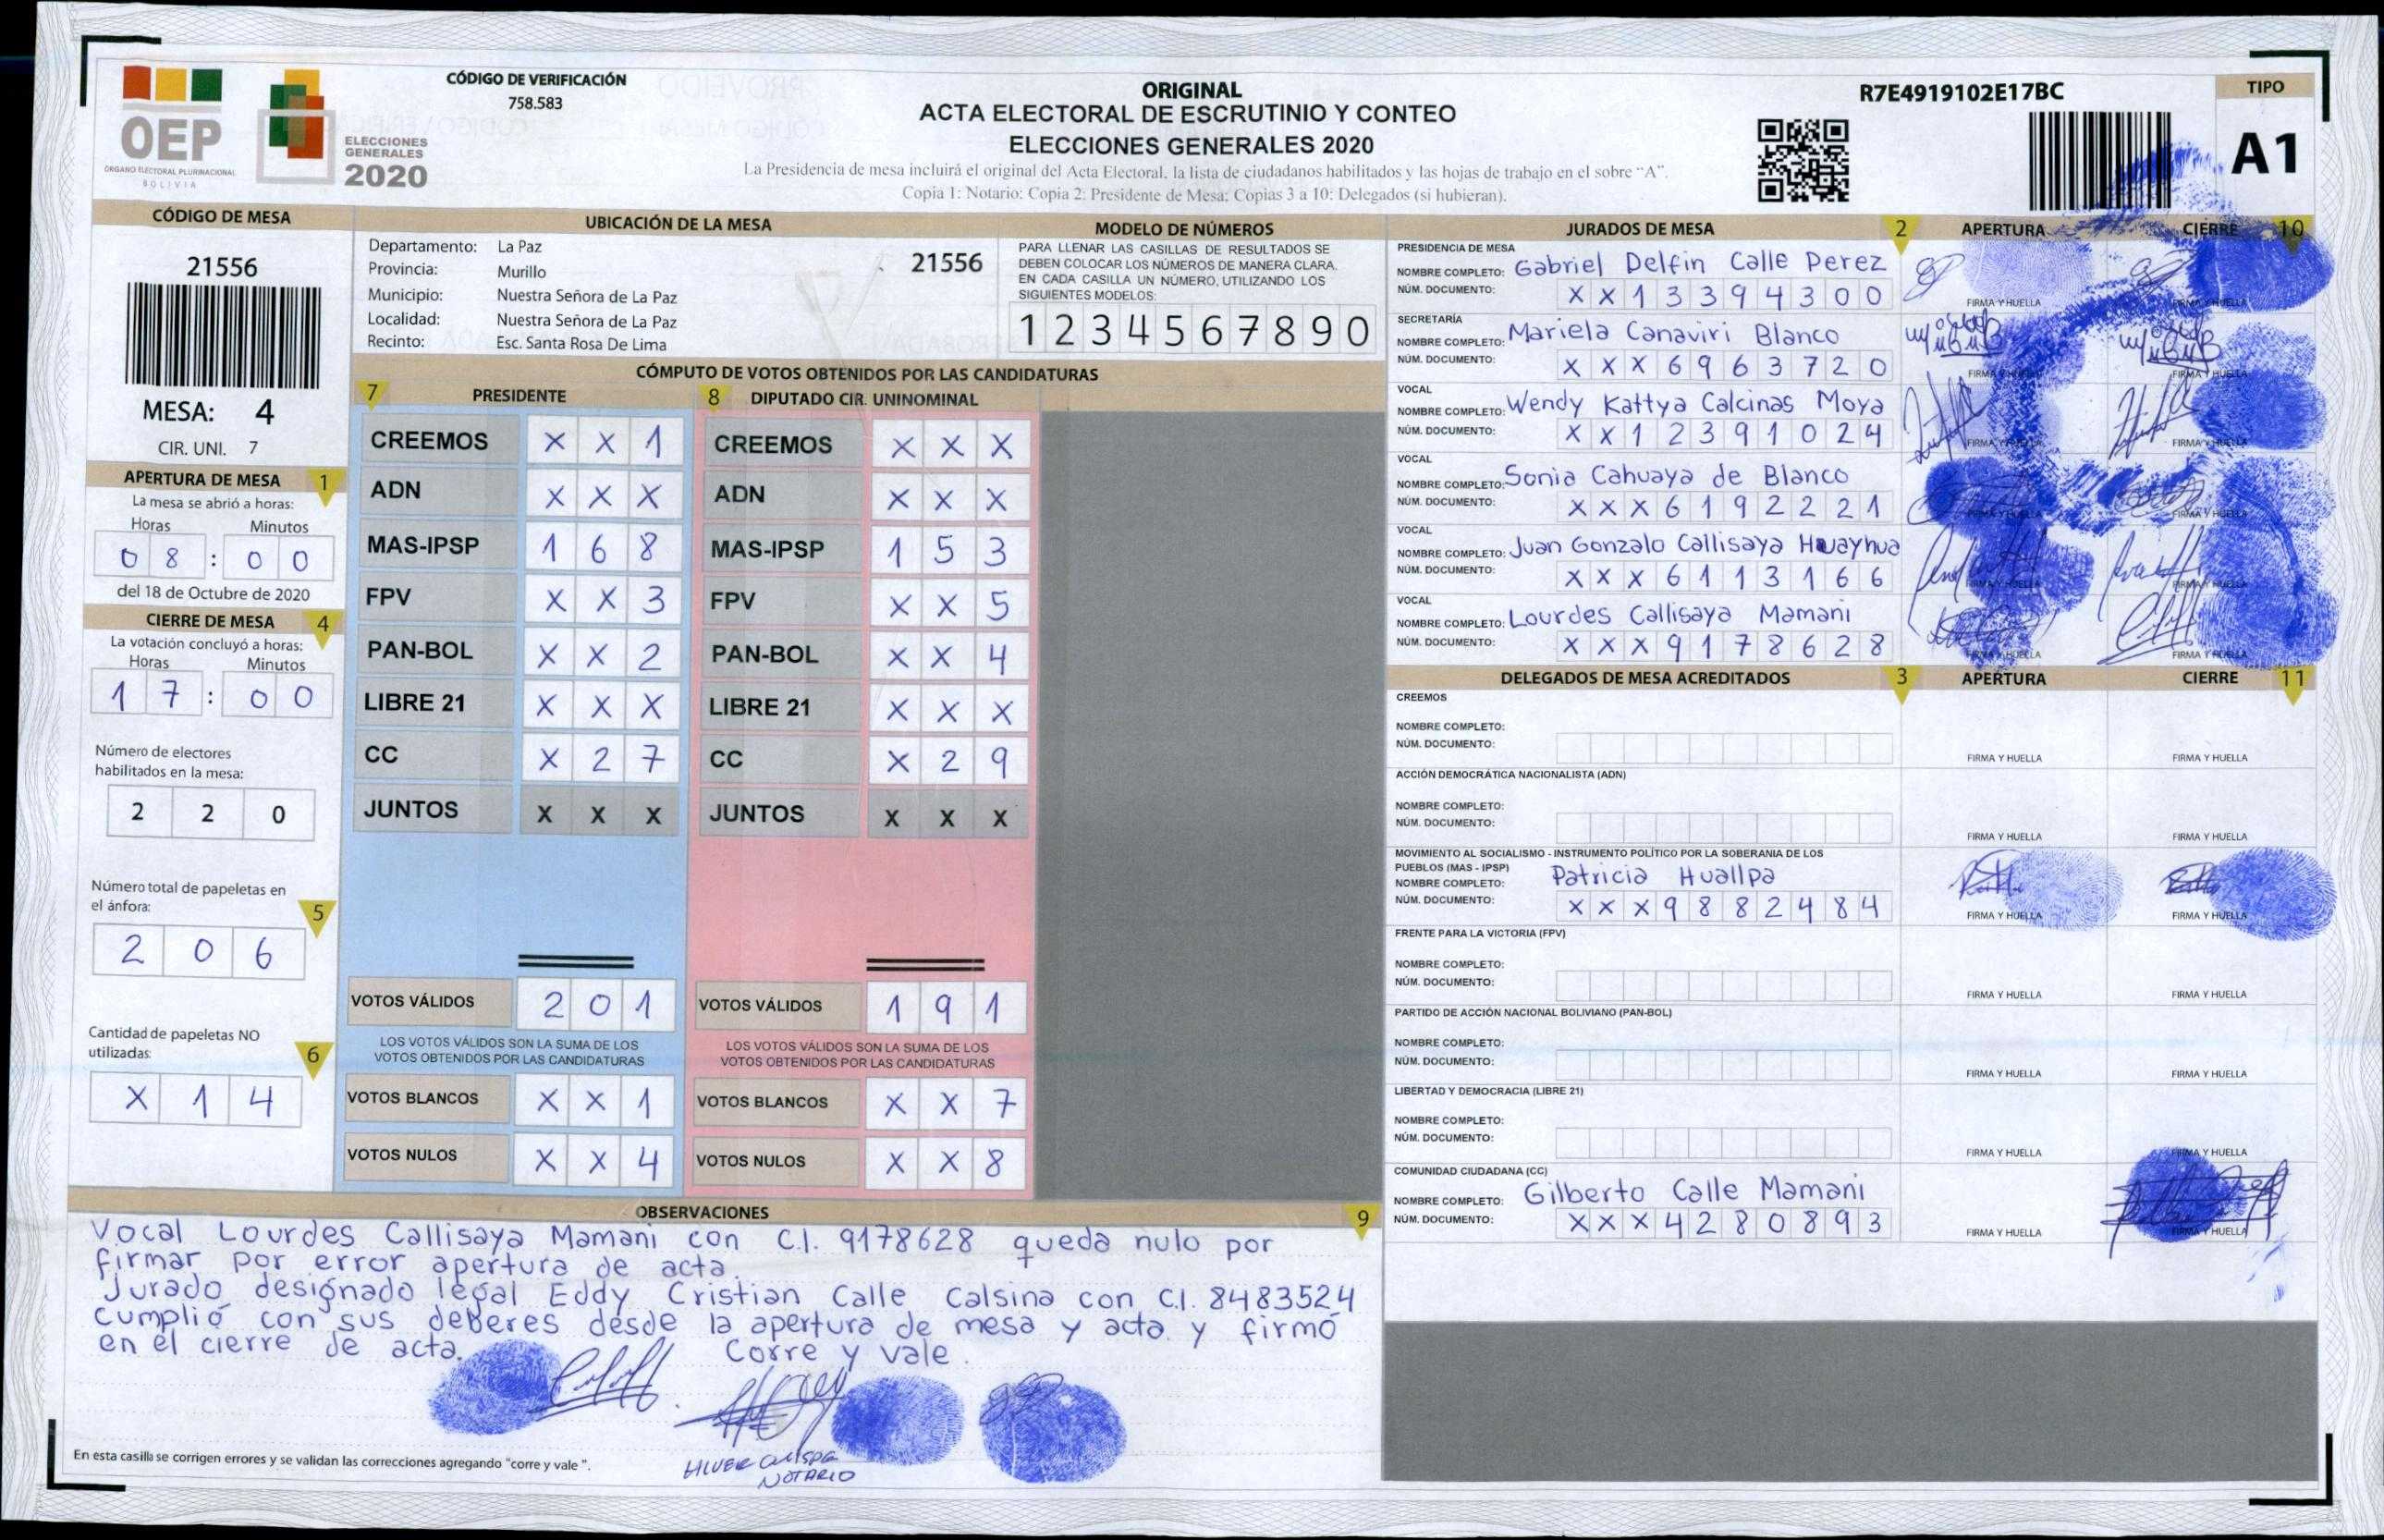 OEP
ÓRGANO ELECTORAL PLURINACIONAL
BOLIVIA
ELECCIONES
GENERALES
2020
CÓDIGO DE VERIFICACIÓN
758.583
ORIGINAL
ACTA ELECTORAL DE ESCRUTINIO Y CONTEO
ELECCIONES GENERALES 2020
La Presidencia de mesa incluirá el original del Acta Electoral, la lista de ciudadanos habilitados y las hojas de trabajo en el sobre "A".
Copia 1: Notario; Copia 2: Presidente de Mesa; Copias 3 a 10: Delegados (si hubieran).
R7E4919102E17BC
TIPO
A1
CÓDIGO DE MESA
21556
MESA: 4
CIR. UNI. 7
APERTURA DE MESA 1
La mesa se abrió a horas:
Horas Minutos
0 8 : 0 0
del 18 de Octubre de 2020
CIERRE DE MESA 4
La votación concluyó a horas:
Horas Minutos
1 7 : 0 0
Número de electores
habilitados en la mesa:
2 2 0
Número total de papeletas en
el ánfora: 5
2 0 6
Cantidad de papeletas NO
utilizadas: 6
X 1 4
UBICACIÓN DE LA MESA
Departamento: La Paz 21556
Provincia: Murillo
Municipio: Nuestra Señora de La Paz
Localidad: Nuestra Señora de La Paz
Recinto: Esc. Santa Rosa De Lima
MODELO DE NÚMEROS
PARA LLENAR LAS CASILLAS DE RESULTADOS SE
DEBEN COLOCAR LOS NÚMEROS DE MANERA CLARA.
EN CADA CASILLA UN NÚMERO, UTILIZANDO LOS
SIGUIENTES MODELOS:
1 2 3 4 5 6 7 8 9 0
CÓMPUTO DE VOTOS OBTENIDOS POR LAS CANDIDATURAS
7 PRESIDENTE 8 DIPUTADO CIR. UNINOMINAL
CREEMOS X X 1 CREEMOS X X X
ADN X X X ADN X X X
MAS-IPSP 1 6 8 MAS-IPSP 1 5 3
FPV X X 3 FPV X X 5
PAN-BOL X X 2 PAN-BOL X X 4
LIBRE 21 X X X LIBRE 21 X X X
CC X 2 7 CC X 2 9
JUNTOS X X X JUNTOS X X X
VOTOS VÁLIDOS 2 0 1 VOTOS VÁLIDOS 1 9 1
LOS VOTOS VÁLIDOS SON LA SUMA DE LOS LOS VOTOS VÁLIDOS SON LA SUMA DE LOS
VOTOS OBTENIDOS POR LAS CANDIDATURAS VOTOS OBTENIDOS POR LAS CANDIDATURAS
VOTOS BLANCOS X X 1 VOTOS BLANCOS X X 7
VOTOS NULOS X X 4 VOTOS NULOS X X 8
JURADOS DE MESA 2 APERTURA CIERRE 10
PRESIDENCIA DE MESA
NOMBRE COMPLETO: Gabriel Delfin Calle Perez
NÚM. DOCUMENTO: X X 1 3 3 9 4 3 0 0 FIRMA Y HUELLA FIRMA Y HUELLA
SECRETARÍA
NOMBRE COMPLETO: Mariela Canaviri Blanco
NÚM. DOCUMENTO: X X X 6 9 6 3 7 2 0 FIRMA Y HUELLA FIRMA Y HUELLA
VOCAL
NOMBRE COMPLETO: Wendy Kattya Calcinas Moya
NÚM. DOCUMENTO: X X 1 2 3 9 1 0 2 4 FIRMA Y HUELLA FIRMA Y HUELLA
VOCAL
NOMBRE COMPLETO: Sonia Cahuaya de Blanco
NÚM. DOCUMENTO: X X X 6 1 9 2 2 2 1 FIRMA Y HUELLA FIRMA Y HUELLA
VOCAL
NOMBRE COMPLETO: Juan Gonzalo Callisaya Huayhua
NÚM. DOCUMENTO: X X X 6 1 1 3 1 6 6 FIRMA Y HUELLA FIRMA Y HUELLA
VOCAL
NOMBRE COMPLETO: Lourdes Callisaya Mamani
NÚM. DOCUMENTO: X X X 9 1 7 8 6 2 8 FIRMA Y HUELLA FIRMA Y HUELLA
DELEGADOS DE MESA ACREDITADOS 3 APERTURA CIERRE 11
CREEMOS
NOMBRE COMPLETO:
NÚM. DOCUMENTO: FIRMA Y HUELLA FIRMA Y HUELLA
ACCIÓN DEMOCRÁTICA NACIONALISTA (ADN)
NOMBRE COMPLETO:
NÚM. DOCUMENTO: FIRMA Y HUELLA FIRMA Y HUELLA
MOVIMIENTO AL SOCIALISMO - INSTRUMENTO POLÍTICO POR LA SOBERANIA DE LOS
PUEBLOS (MAS - IPSP)
NOMBRE COMPLETO: Patricia Huallpa
NÚM. DOCUMENTO: X X X 9 8 8 2 4 8 4 FIRMA Y HUELLA FIRMA Y HUELLA
FRENTE PARA LA VICTORIA (FPV)
NOMBRE COMPLETO:
NÚM. DOCUMENTO: FIRMA Y HUELLA FIRMA Y HUELLA
PARTIDO DE ACCIÓN NACIONAL BOLIVIANO (PAN-BOL)
NOMBRE COMPLETO:
NÚM. DOCUMENTO: FIRMA Y HUELLA FIRMA Y HUELLA
LIBERTAD Y DEMOCRACIA (LIBRE 21)
NOMBRE COMPLETO:
NÚM. DOCUMENTO: FIRMA Y HUELLA FIRMA Y HUELLA
COMUNIDAD CIUDADANA (CC)
NOMBRE COMPLETO: Gilberto Calle Mamani
NÚM. DOCUMENTO: X X X 4 2 8 0 8 9 3 FIRMA Y HUELLA FIRMA Y HUELLA
OBSERVACIONES 9
Vocal Lourdes Callisaya Mamani con C.I. 9178628 queda nulo por
firmar por error apertura de acta.
Jurado designado legal Eddy Cristian Calle Calsina con C.I. 8483524
cumplió con sus deberes desde la apertura de mesa y acta y firmó
en el cierre de acta. Corre y vale.
NOTARIO
En esta casilla se corrigen errores y se validan las correcciones agregando "corre y vale ".